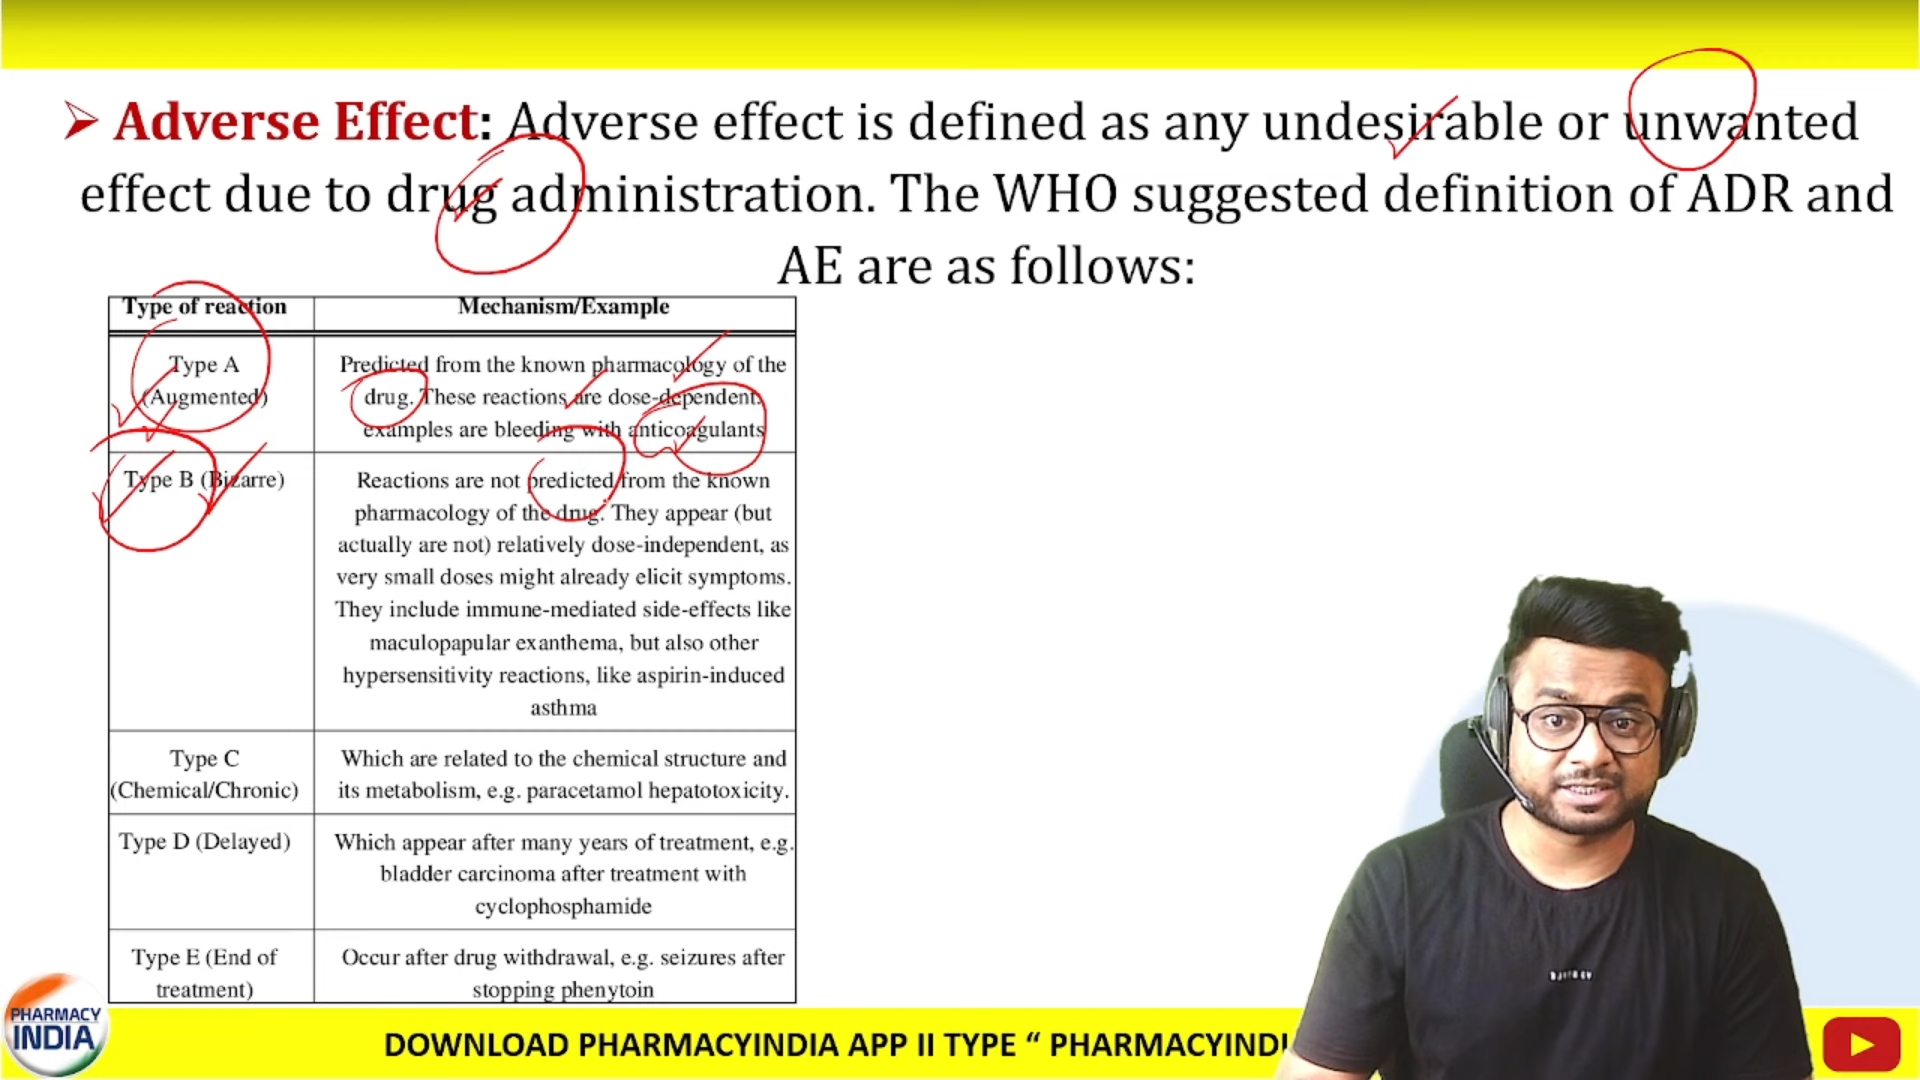 Adverse Effect: Adverse effect is defined as any undesirable or unwanted
effect due to drug administration. The WHO suggested definition of ADR and
AE are as follows:
Type of reaction
Mechanism/Example
Type A
(Augmented)
Predicted from the known pharmacology of the
drug. These reactions are dose-dependent.
examples are bleeding with anticoagulants
Type B (Bizarre)
Reactions are not predicted from the known
pharmacology of the drug. They appear (but
actually are not) relatively dose-independent, as
very small doses might already elicit symptoms.
They include immune-mediated side-effects like
maculopapular exanthema, but also other
hypersensitivity reactions, like aspirin-induced
asthma
Type C
(Chemical/Chronic)
Which are related to the chemical structure and
its metabolism, e.g. paracetamol hepatotoxicity.
Type D (Delayed)
Which appear after many years of treatment, e.g.
bladder carcinoma after treatment with
cyclophosphamide
Type E (End of
treatment)
Occur after drug withdrawal, e.g. seizures after
stopping phenytoin
PHARMACY
INDIA
DOWNLOAD PHARMACYINDIA APP II TYPE “ PHARMACYINDI